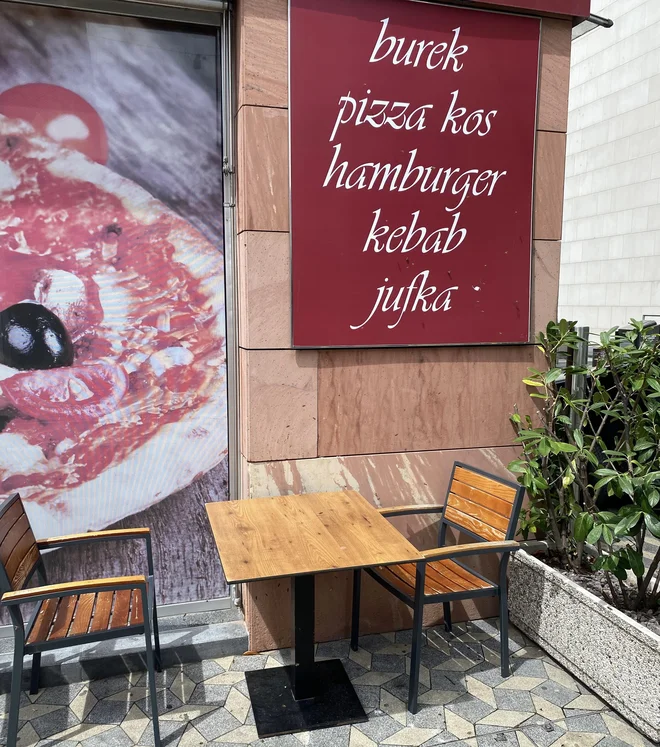 burek
pizza kos
hamburger
kebab
jufka